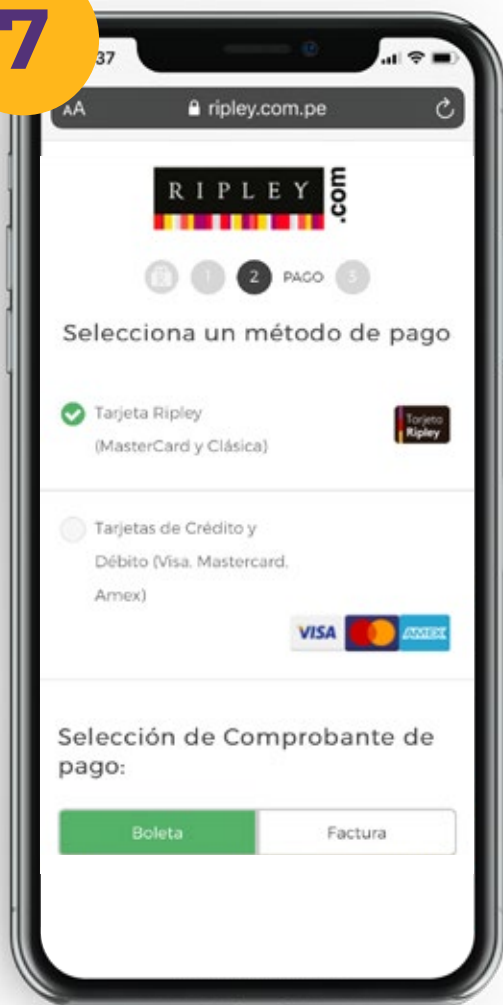 7
37
AA ripley.com.pe
RIPLEY.com
1 2 PAGO 3
Selecciona un método de pago
Tarjeta Ripley
(MasterCard y Clásica)
Tarjeta
Ripley
Tarjetas de Crédito y
Débito (Visa, Mastercard,
Amex)
VISA AMEX
Selección de Comprobante de
pago:
Boleta Factura